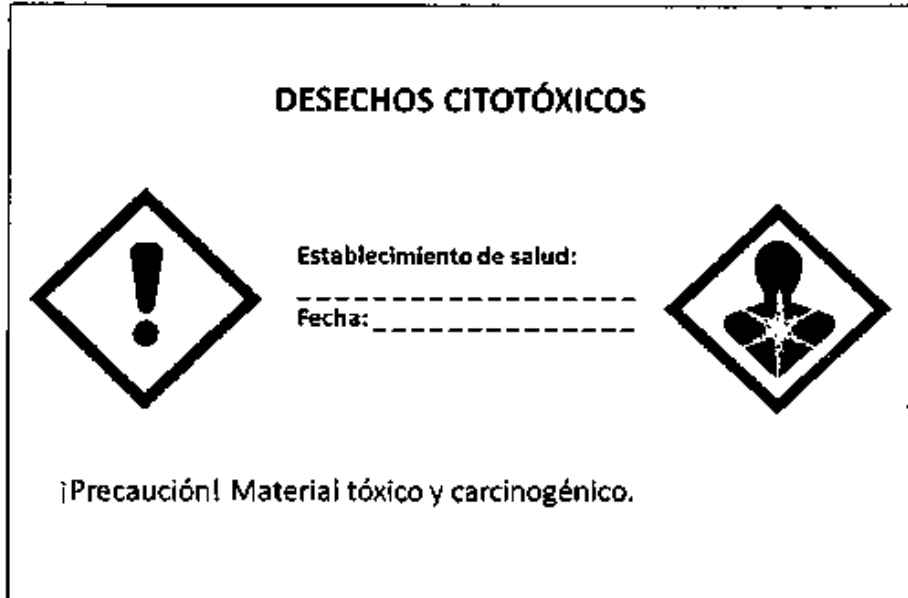 DESECHOS CITOTÓXICOS
Establecimiento de salud:
Fecha:
¡Precaución! Material tóxico y carcinogénico.